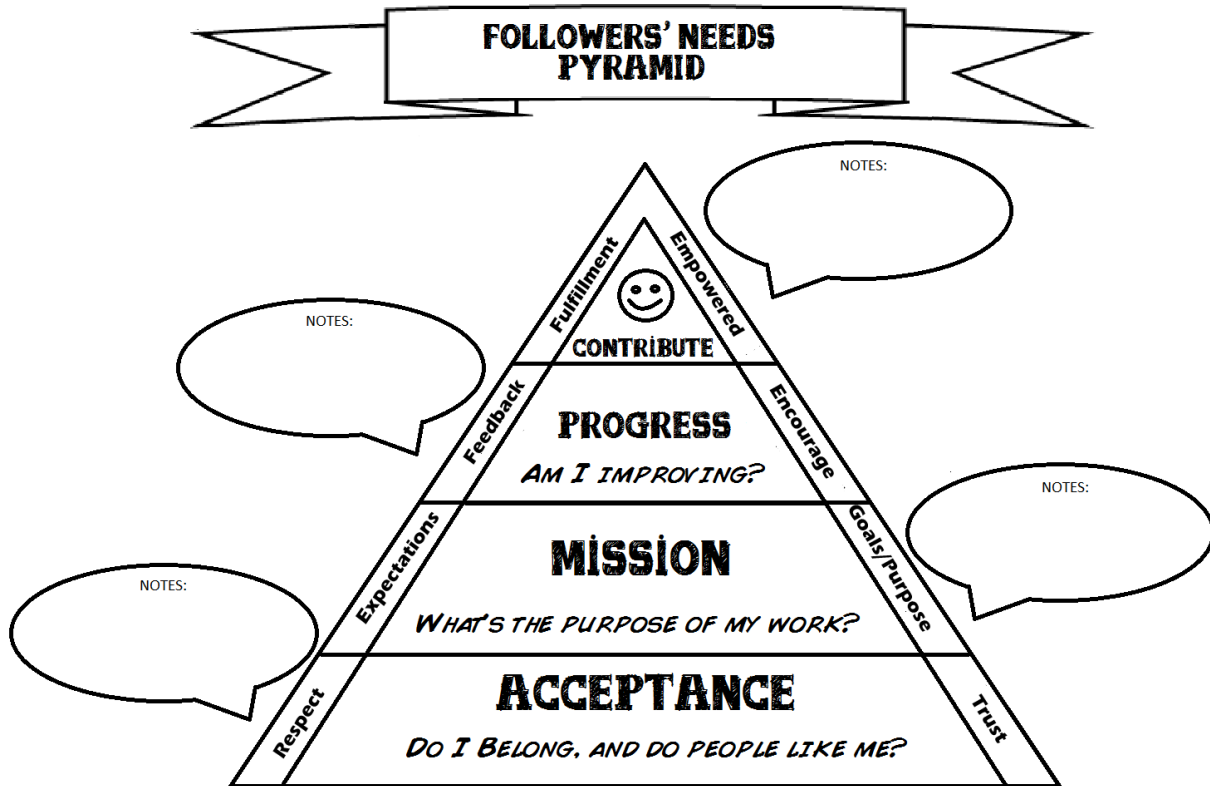 FOLLOWERS' NEEDS
PYRAMID
NOTES:
Fulfillment
Empowered
CONTRIBUTE
NOTES:
Feedback
Encourage
PROGRESS
AM I IMPROVING?
NOTES:
Expectations
Goals/Purpose
MISSION
WHAT'S THE PURPOSE OF MY WORK?
NOTES:
Respect
Trust
ACCEPTANCE
DO I BELONG, AND DO PEOPLE LIKE ME?